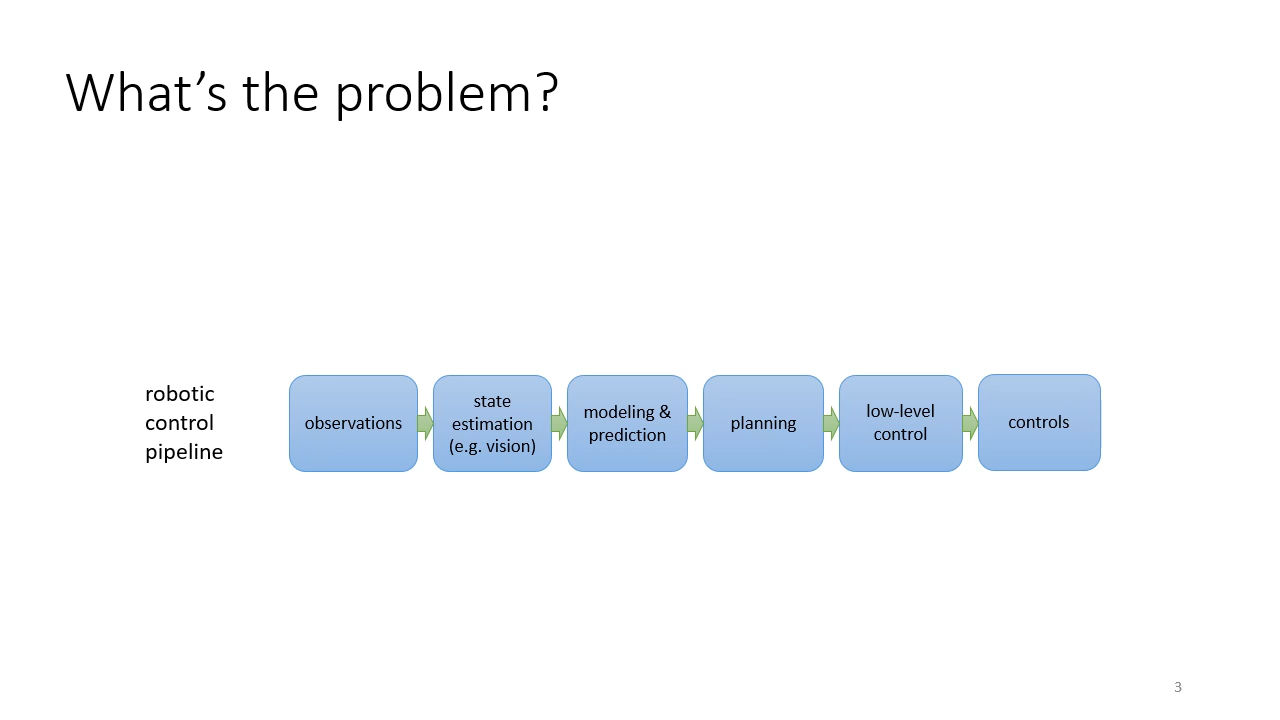 What’s the problem?
robotic
control
pipeline
observations
state
estimation
(e.g. vision)
modeling &
prediction
planning
low-level
control
controls
3